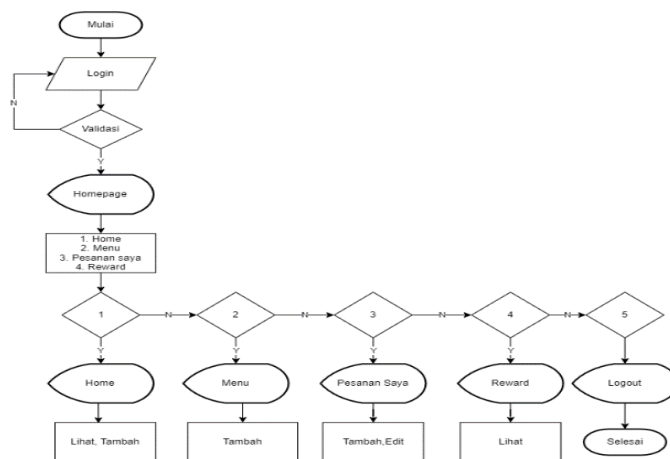 Mulai
Login
N
Validasi
Y
Homepage
1. Home
2. Menu
3. Pesanan saya
4. Reward
1
N
2
N
3
N
4
N
5
Y
Y
Y
Y
Home
Menu
Pesanan Saya
Reward
Logout
Lihat, Tambah
Tambah
Tambah,Edit
Lihat
Selesai